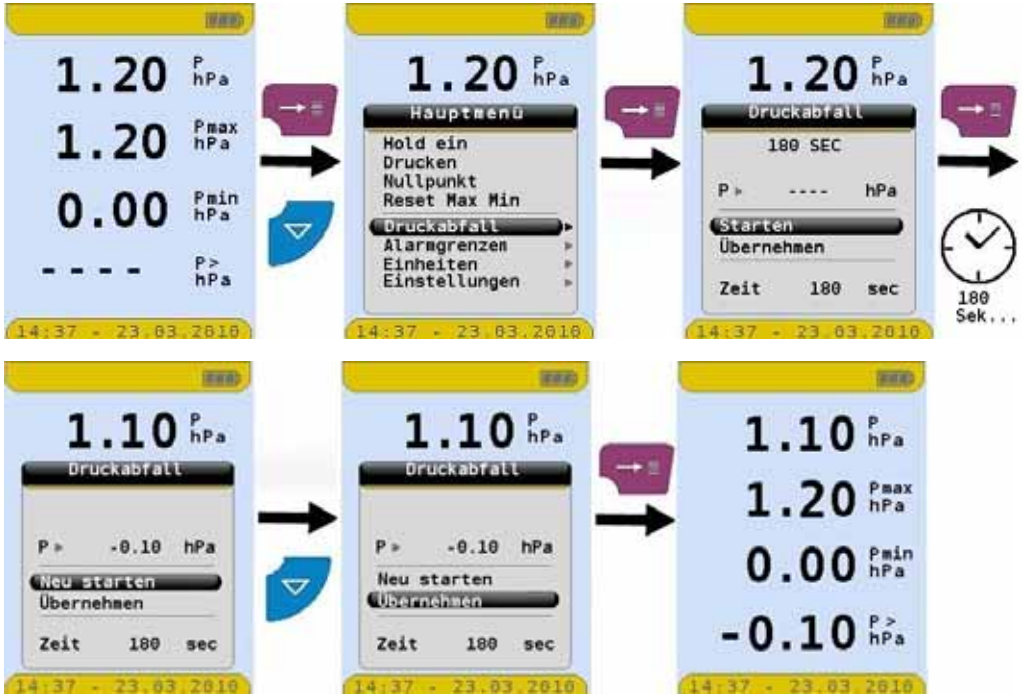 1.20 P hPa
1.20 Pmax hPa
0.00 Pmin hPa
- - - - P> hPa
14:37 - 23.03.2010
1.20 P hPa
Hauptmenü
Hold ein
Drucken
Nullpunkt
Reset Max Min
Druckabfall
Alarmgrenzen
Einheiten
Einstellungen
14:37 - 23.03.2010
1.20 P hPa
Druckabfall
180 SEC
P ▸ ---- hPa
Starten
Übernehmen
Zeit 180 sec
14:37 - 23.03.2010
180
Sek...
1.10 P hPa
Druckabfall
P ▸ -0.10 hPa
Neu starten
Übernehmen
Zeit 180 sec
14:37 - 23.03.2010
1.10 P hPa
Druckabfall
P ▸ -0.10 hPa
Neu starten
Übernehmen
Zeit 180 sec
14:37 - 23.03.2010
1.10 P hPa
1.20 Pmax hPa
0.00 Pmin hPa
-0.10 P> hPa
14:37 - 23.03.2010